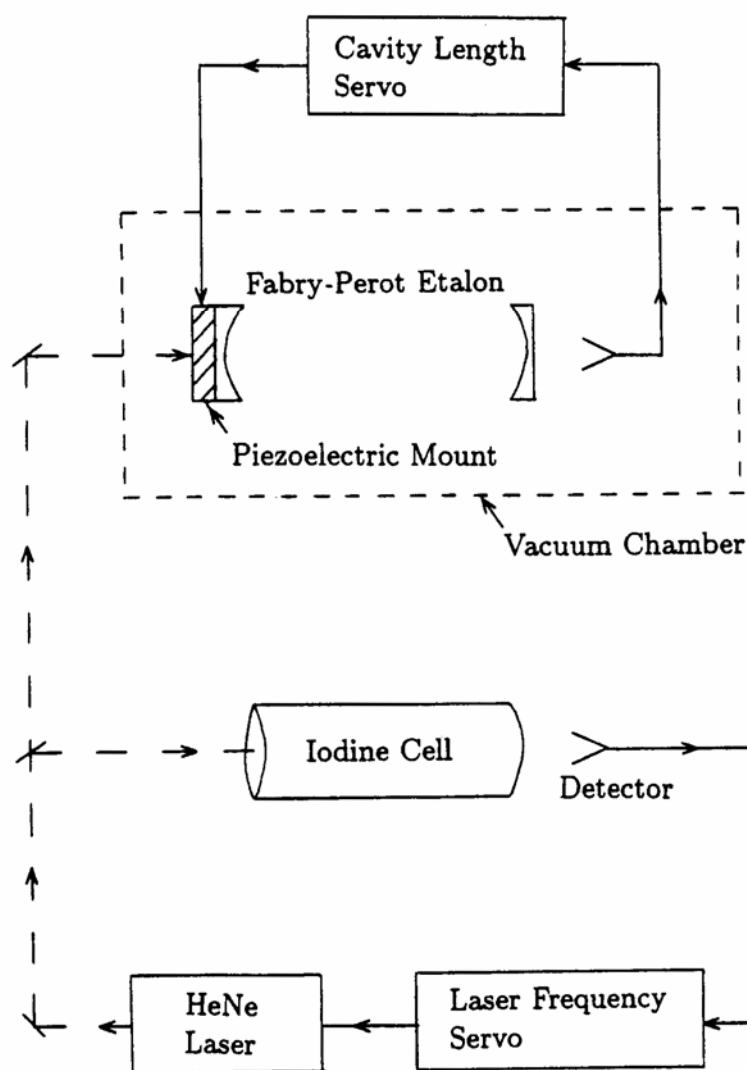 Cavity Length
Servo
Fabry-Perot Etalon
Piezoelectric Mount
Vacuum Chamber
Iodine Cell
Detector
HeNe
Laser
Laser Frequency
Servo